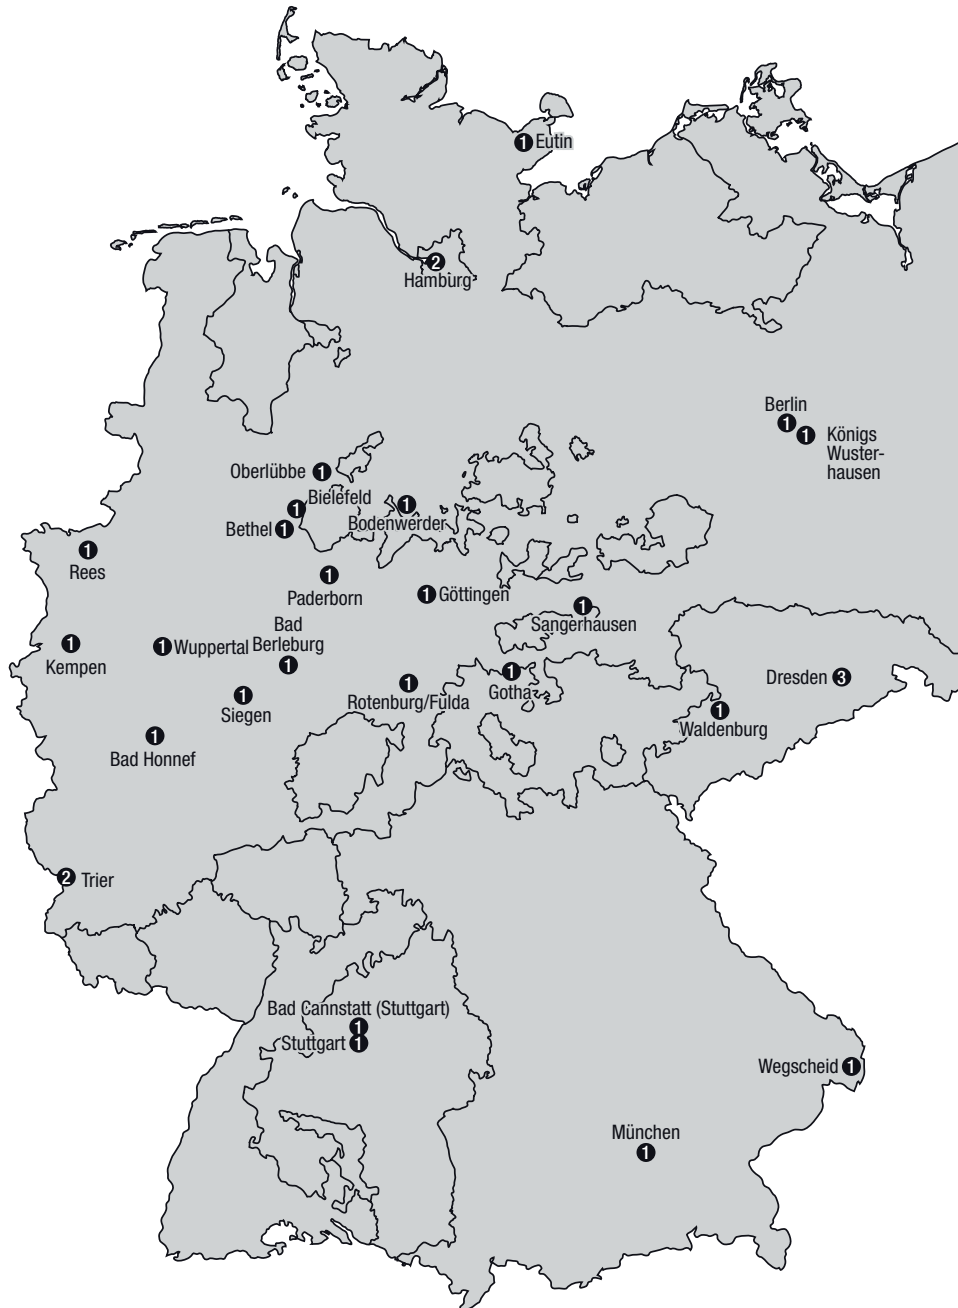 1 Eutin
2
Hamburg
Berlin
1
1 Königs
Wuster-
hausen
Oberlübbe 1
1 Bielefeld
Bethel 1
1
Bodenwerder
1
Rees
1
Paderborn
1 Göttingen
1
Sangerhausen
1
Kempen
1 Wuppertal
Bad
Berleburg
1
1
Siegen
1
Rotenburg/Fulda
1
Gotha
Dresden 3
1
Waldenburg
1
Bad Honnef
2 Trier
Bad Cannstatt (Stuttgart)
1
Stuttgart 1
Wegscheid 1
München
1